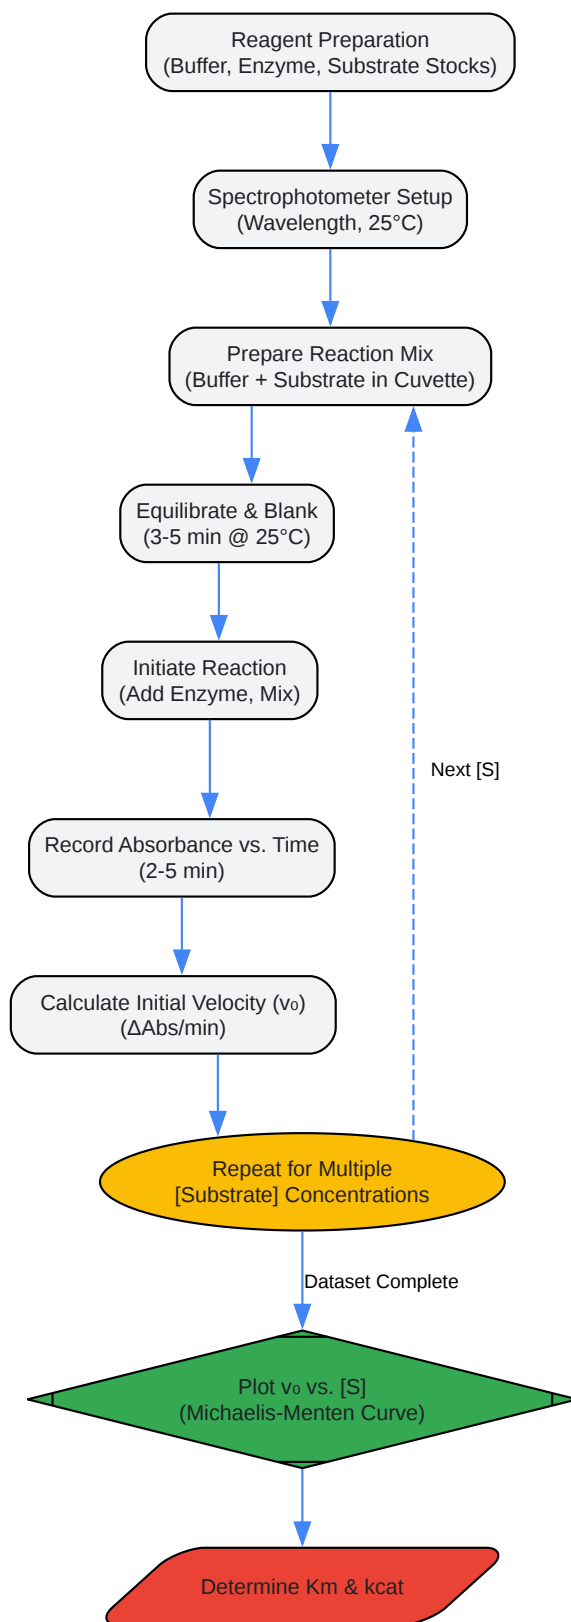 Reagent Preparation
(Buffer, Enzyme, Substrate Stocks)
Spectrophotometer Setup
(Wavelength, 25°C)
Prepare Reaction Mix
(Buffer + Substrate in Cuvette)
Equilibrate & Blank
(3-5 min @ 25°C)
Initiate Reaction
(Add Enzyme, Mix)
Next [S]
Record Absorbance vs. Time
(2-5 min)
Calculate Initial Velocity (v₀)
(ΔAbs/min)
Repeat for Multiple
[Substrate] Concentrations
Dataset Complete
Plot v₀ vs. [S]
(Michaelis-Menten Curve)
Determine Km & kcat